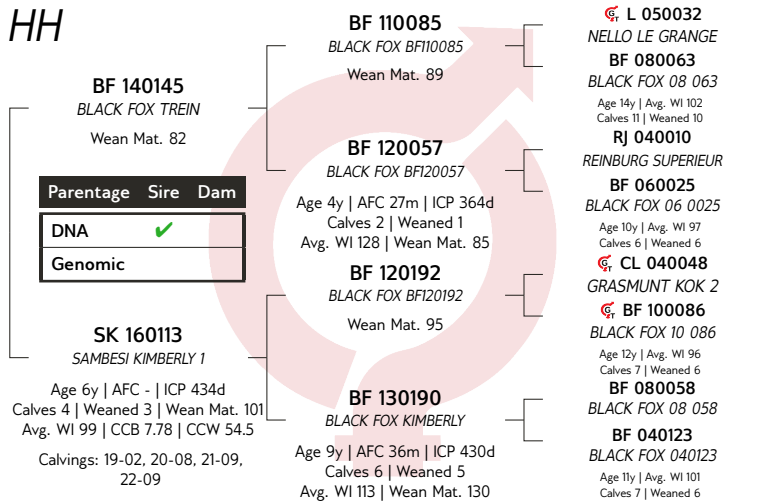 HH
BF 140145
BLACK FOX TREIN
Wean Mat. 82
Parentage Sire Dam
DNA ✔
Genomic
SK 160113
SAMBESI KIMBERLY 1
Age 6y | AFC - | ICP 434d
Calves 4 | Weaned 3 | Wean Mat. 101
Avg. WI 99 | CCB 7.78 | CCW 54.5
Calvings: 19-02, 20-08, 21-09,
22-09
BF 110085
BLACK FOX BF110085
Wean Mat. 89
BF 120057
BLACK FOX BF120057
Age 4y | AFC 27m | ICP 364d
Calves 2 | Weaned 1
Avg. WI 128 | Wean Mat. 85
BF 120192
BLACK FOX BF120192
Wean Mat. 95
BF 130190
BLACK FOX KIMBERLY
Age 9y | AFC 36m | ICP 430d
Calves 6 | Weaned 5
Avg. WI 113 | Wean Mat. 130
GT L 050032
NELLO LE GRANGE
BF 080063
BLACK FOX 08 063
Age 14y | Avg. WI 102
Calves 11 | Weaned 10
RJ 040010
REINBURG SUPERIEUR
BF 060025
BLACK FOX 06 0025
Age 10y | Avg. WI 97
Calves 6 | Weaned 6
GT CL 040048
GRASMUNT KOK 2
GT BF 100086
BLACK FOX 10 086
Age 12y | Avg. WI 96
Calves 7 | Weaned 6
BF 080058
BLACK FOX 08 058
BF 040123
BLACK FOX 040123
Age 11y | Avg. WI 101
Calves 7 | Weaned 6